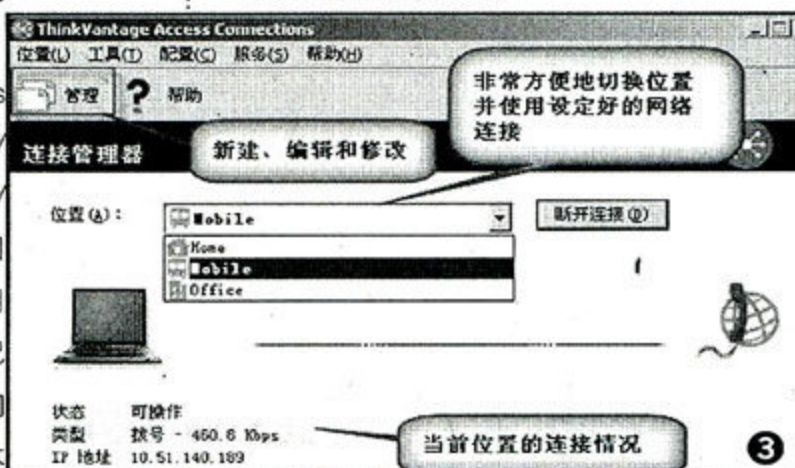 ThinkVantage Access Connections
位置(L) 工具(T) 配置(C) 服务(S) 帮助(H)
管理 ? 帮助
非常方便地切换位置
并使用设定好的网络
连接
新建、编辑和修改
连接管理器
位置(A): Mobile 断开连接(D)
Home
Mobile
Office
状态 可操作
类型 拨号 - 460.8 Kbps
IP 地址 10.51.140.189
当前位置的连接情况
3